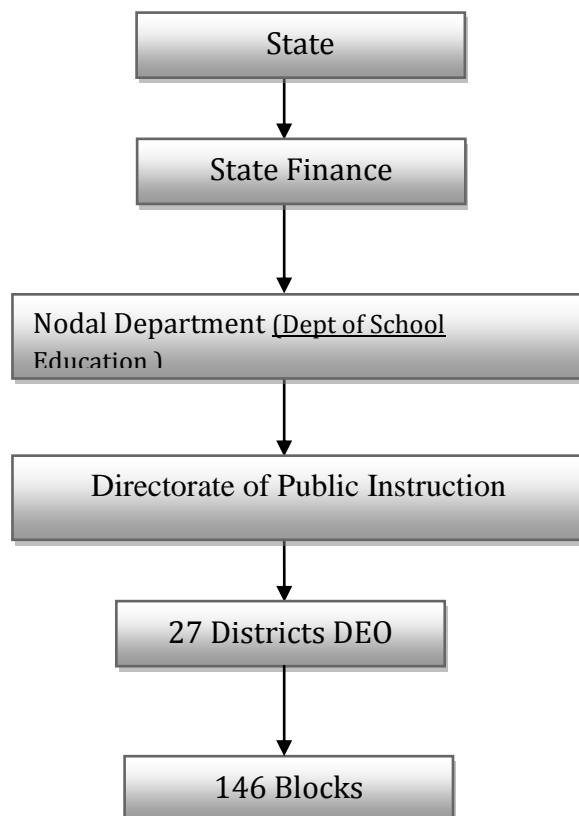 State
State Finance
Nodal Department (Dept of School
Education )
Directorate of Public Instruction
27 Districts DEO
146 Blocks